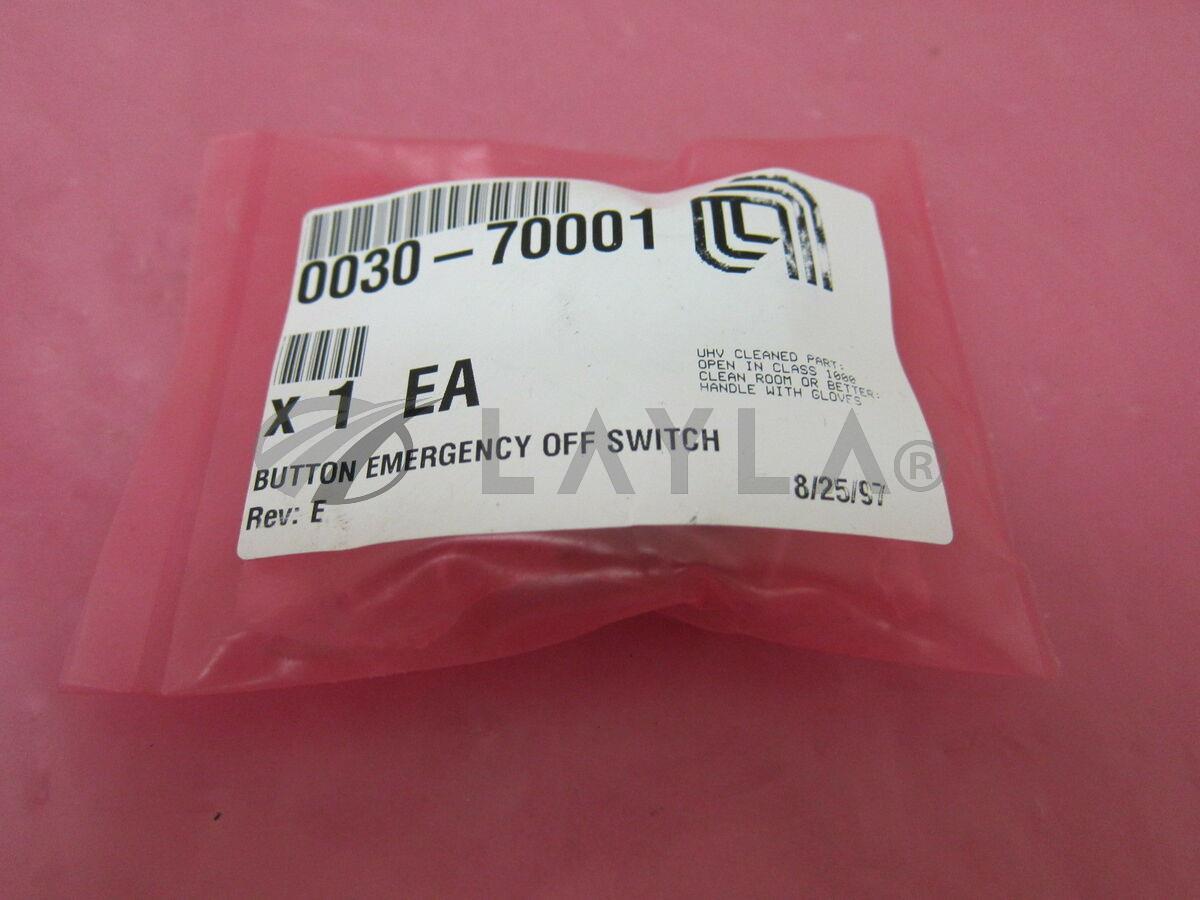 0030-70001
x 1 EA
UHV CLEANED PART:
OPEN IN CLASS 1000
CLEAN ROOM OR BETTER:
HANDLE WITH GLOVES
BUTTON EMERGENCY OFF SWITCH
LAYLA®
Rev: E
8/25/97